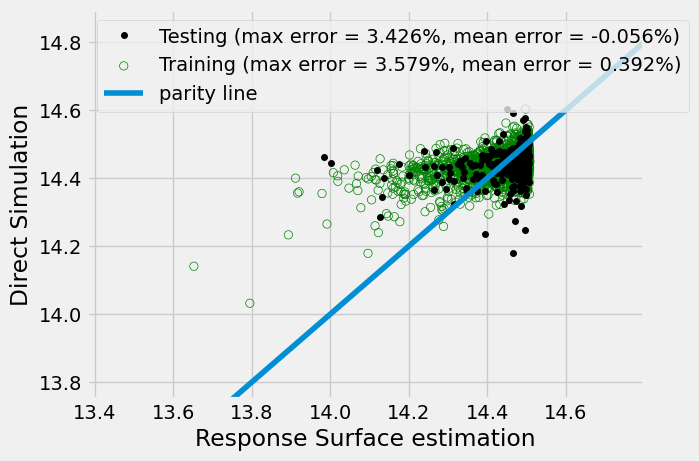 Testing (max error = 3.426%, mean error = -0.056%)
Training (max error = 3.579%, mean error = 0.392%)
parity line
Direct Simulation
14.8
14.6
14.4
14.2
14.0
13.8
13.4
13.6
13.8
14.0
14.2
14.4
14.6
Response Surface estimation